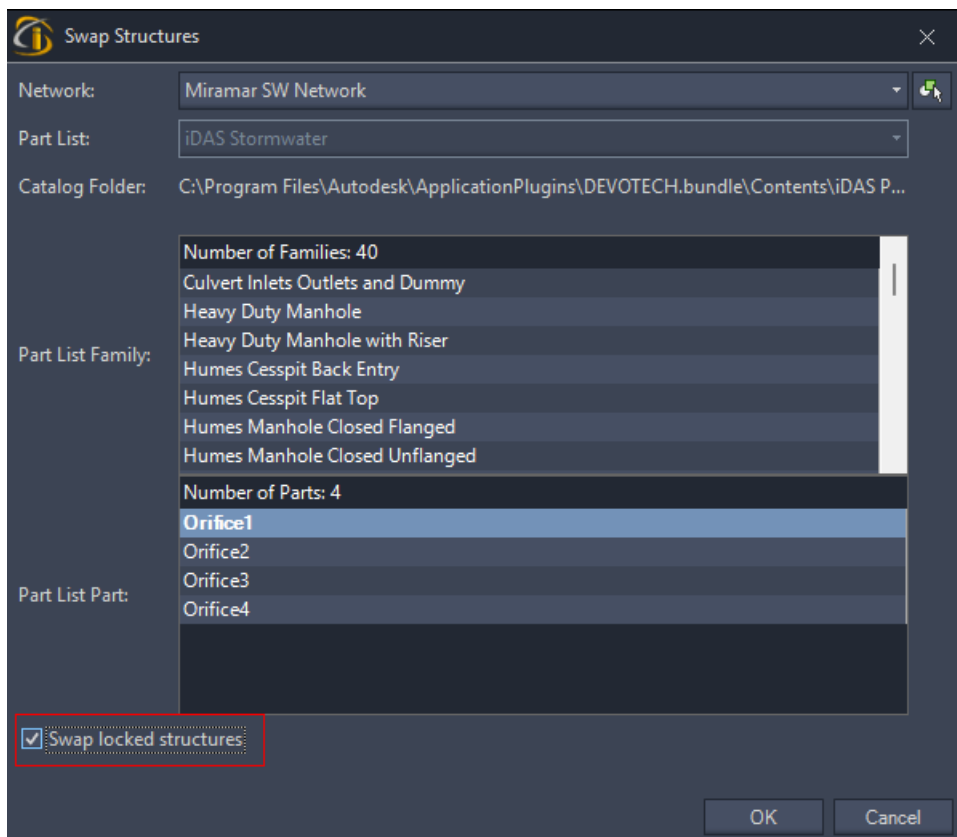 Swap Structures
Network: Miramar SW Network
Part List: iDAS Stormwater
Catalog Folder: C:\Program Files\Autodesk\ApplicationPlugins\DEVOTECH.bundle\Contents\iDAS P...
Part List Family:
Number of Families: 40
Culvert Inlets Outlets and Dummy
Heavy Duty Manhole
Heavy Duty Manhole with Riser
Humes Cesspit Back Entry
Humes Cesspit Flat Top
Humes Manhole Closed Flanged
Humes Manhole Closed Unflanged
Part List Part:
Number of Parts: 4
Orifice1
Orifice2
Orifice3
Orifice4
Swap locked structures
OK Cancel